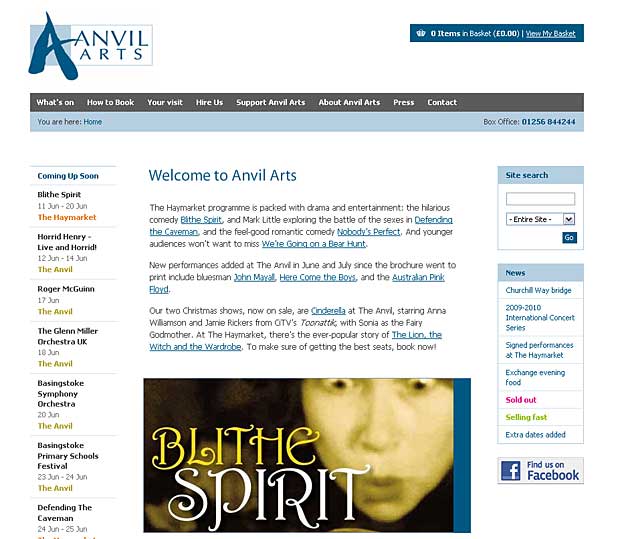 ANVIL
ARTS
0 Items in Basket (£0.00) | View My Basket
What's on How to Book Your visit Hire Us Support Anvil Arts About Anvil Arts Press Contact
You are here: Home
Box Office: 01256 844244
Coming Up Soon
Blithe Spirit
11 Jun - 20 Jun
The Haymarket
Horrid Henry -
Live and Horrid!
12 Jun - 14 Jun
The Anvil
Roger McGuinn
17 Jun
The Anvil
The Glenn Miller
Orchestra UK
18 Jun
The Anvil
Basingstoke
Symphony
Orchestra
20 Jun
The Anvil
Basingstoke
Primary Schools
Festival
23 Jun - 24 Jun
The Anvil
Defending The
Caveman
24 Jun - 25 Jun
The Haymarket
Welcome to Anvil Arts
The Haymarket programme is packed with drama and entertainment: the hilarious
comedy Blithe Spirit, and Mark Little exploring the battle of the sexes in Defending
the Caveman, and the feel-good romantic comedy Nobody's Perfect. And younger
audiences won't want to miss We're Going on a Bear Hunt.
New performances added at The Anvil in June and July since the brochure went to
print include bluesman John Mayall, Here Come the Boys, and the Australian Pink
Floyd.
Our two Christmas shows, now on sale, are Cinderella at The Anvil, starring Anna
Williamson and Jamie Rickers from CiTV's Toonattik, with Sonia as the Fairy
Godmother. At The Haymarket, there's the ever-popular story of The Lion, the
Witch and the Wardrobe. To make sure of getting the best seats, book now!
BLITHE
SPIRIT
Site search
- Entire Site -
Go
News
Churchill Way bridge
2009-2010
International Concert
Series
Signed performances
at The Haymarket
Exchange evening
food
Sold out
Selling fast
Extra dates added
Find us on
Facebook